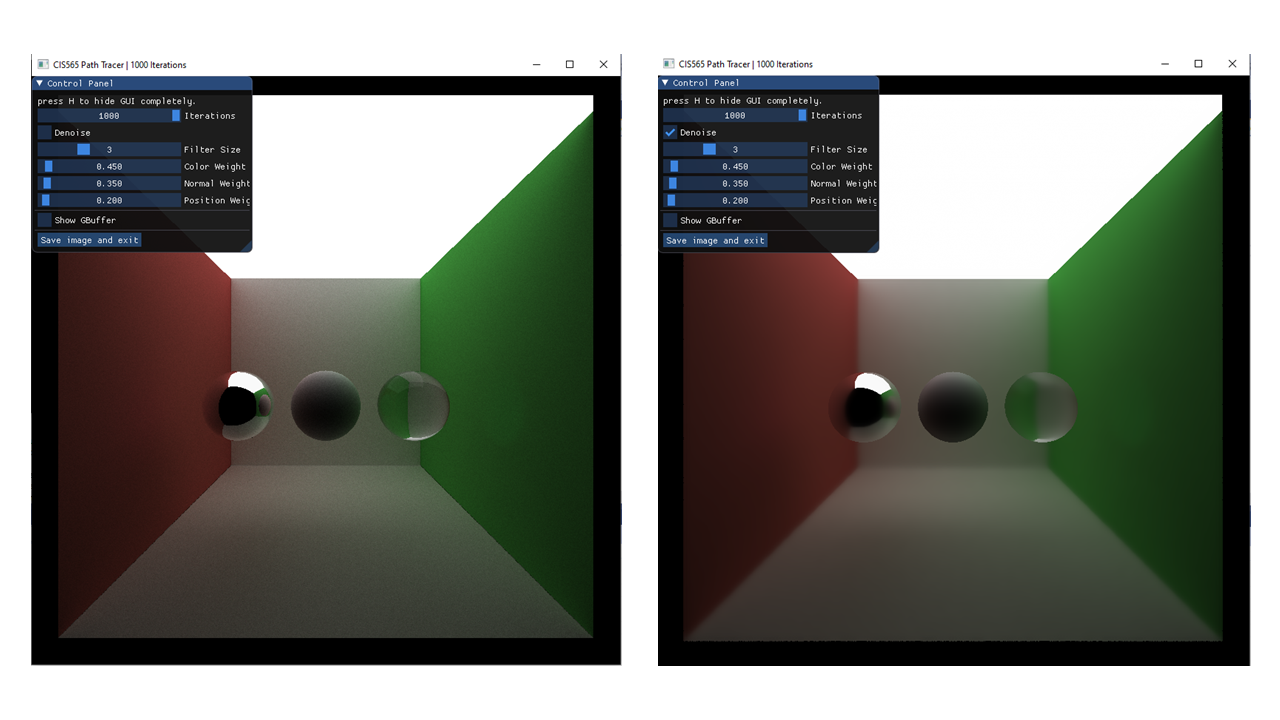 CIS565 Path Tracer | 1000 Iterations
Control Panel
press H to hide GUI completely.
1000 Iterations
Denoise
3 Filter Size
0.450 Color Weight
0.350 Normal Weight
0.200 Position Weig
Show GBuffer
Save image and exit
CIS565 Path Tracer | 1000 Iterations
Control Panel
press H to hide GUI completely.
1000 Iterations
Denoise
3 Filter Size
0.450 Color Weight
0.350 Normal Weight
0.200 Position Weig
Show GBuffer
Save image and exit